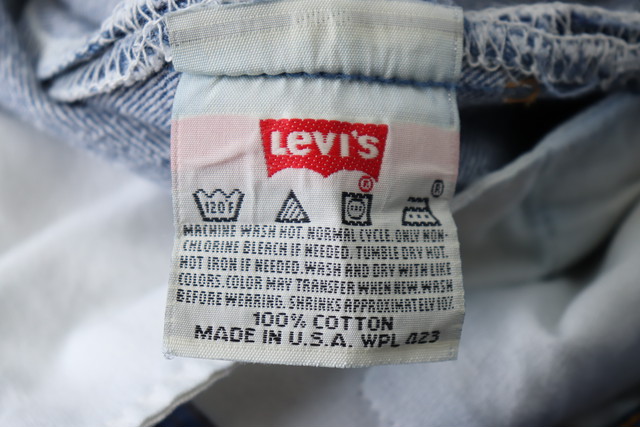 LEVI'S
®
120F
®
MACHINE WASH HOT. NORMAL CYCLE. ONLY NON-
CHLORINE BLEACH IF NEEDED. TUMBLE DRY HOT.
HOT IRON IF NEEDED. WASH AND DRY WITH LIKE
COLORS. COLOR MAY TRANSFER WHEN NEW. WASH
BEFORE WEARING. SHRINKS APPROXIMATELY
100% COTTON
MADE IN U.S.A. WPL 423